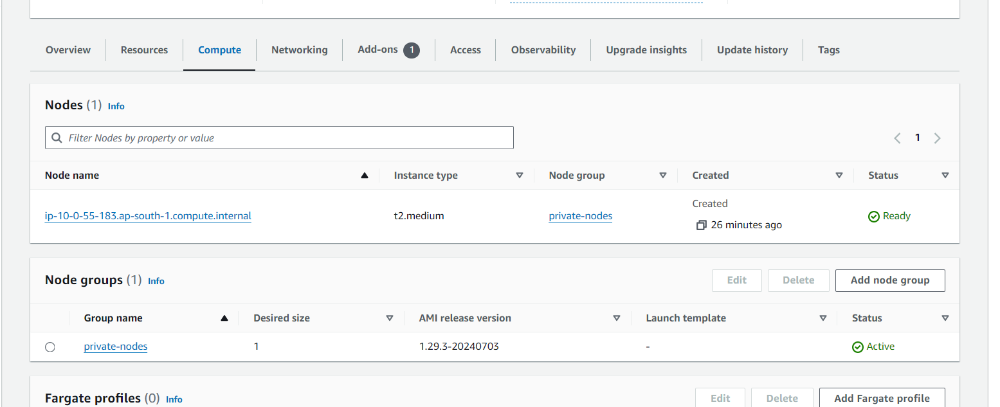 Overview Resources Compute Networking Add-ons 1 Access Observability Upgrade insights Update history Tags
Nodes (1) Info
Filter Nodes by property or value
1
Node name Instance type Node group Created Status
Created
ip-10-0-55-183.ap-south-1.compute.internal t2.medium private-nodes Ready
26 minutes ago
Node groups (1) Info Edit Delete Add node group
Group name Desired size AMI release version Launch template Status
private-nodes 1 1.29.3-20240703 - Active
Fargate profiles (0) Info Edit Delete Add Fargate profile